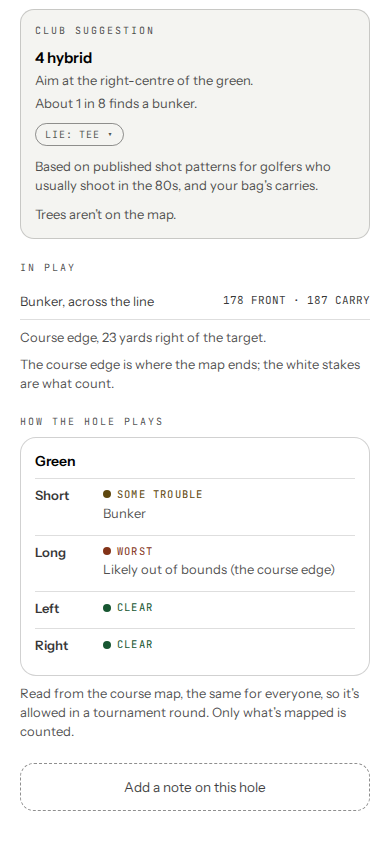 CLUB SUGGESTION
4 hybrid
Aim at the right-centre of the green.
About 1 in 8 finds a bunker.
LIE: TEE ▾
Based on published shot patterns for golfers who
usually shoot in the 80s, and your bag's carries.
Trees aren't on the map.
IN PLAY
Bunker, across the line 178 FRONT · 187 CARRY
Course edge, 23 yards right of the target.
The course edge is where the map ends; the white stakes
are what count.
HOW THE HOLE PLAYS
Green
Short SOME TROUBLE
Bunker
Long WORST
Likely out of bounds (the course edge)
Left CLEAR
Right CLEAR
Read from the course map, the same for everyone, so it's
allowed in a tournament round. Only what's mapped is
counted.
Add a note on this hole